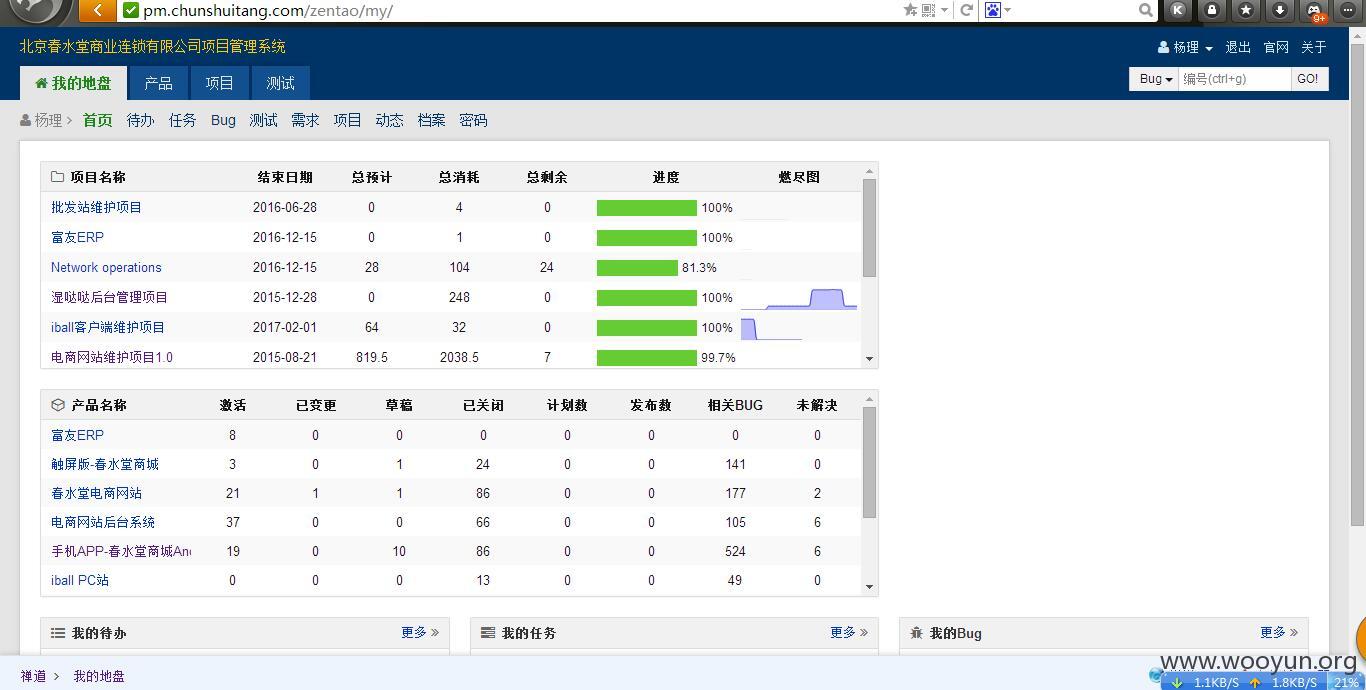 pm.chunshuitang.com/zentao/my/
9+
北京春水堂商业连锁有限公司项目管理系统
杨理 退出 官网 关于
我的地盘 产品 项目 测试
Bug 编号(ctrl+g) GO!
杨理 > 首页 待办 任务 Bug 测试 需求 项目 动态 档案 密码
项目名称 结束日期 总预计 总消耗 总剩余 进度 燃尽图
批发站维护项目 2016-06-28 0 4 0 100%
富友ERP 2016-12-15 0 1 0 100%
Network operations 2016-12-15 28 104 24 81.3%
湿哒哒后台管理项目 2015-12-28 0 248 0 100%
iball客户端维护项目 2017-02-01 64 32 0 100%
电商网站维护项目1.0 2015-08-21 819.5 2038.5 7 99.7%
产品名称 激活 已变更 草稿 已关闭 计划数 发布数 相关BUG 未解决
富友ERP 8 0 0 0 0 0 0 0
触屏版-春水堂商城 3 0 1 24 0 0 141 0
春水堂电商网站 21 1 1 86 0 0 177 2
电商网站后台系统 37 0 0 66 0 0 105 6
手机APP-春水堂商城An 19 0 10 86 0 0 524 6
iball PC站 0 0 0 13 0 0 49 0
我的待办 更多 »
我的任务 更多 »
我的Bug 更多 »
禅道 > 我的地盘
www.wooyun.org
1.1KB/S 1.8KB/S 21%